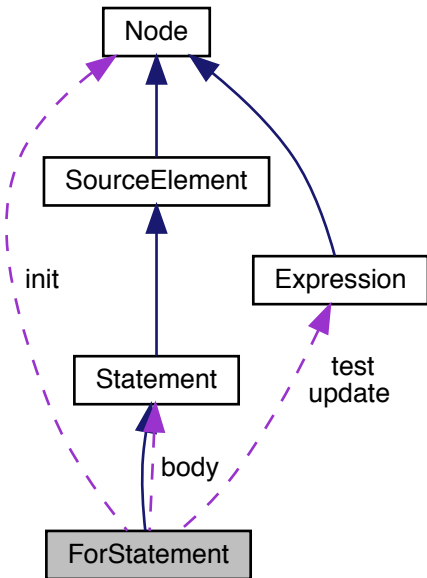 Node
SourceElement
init
Expression
Statement
test
update
body
ForStatement